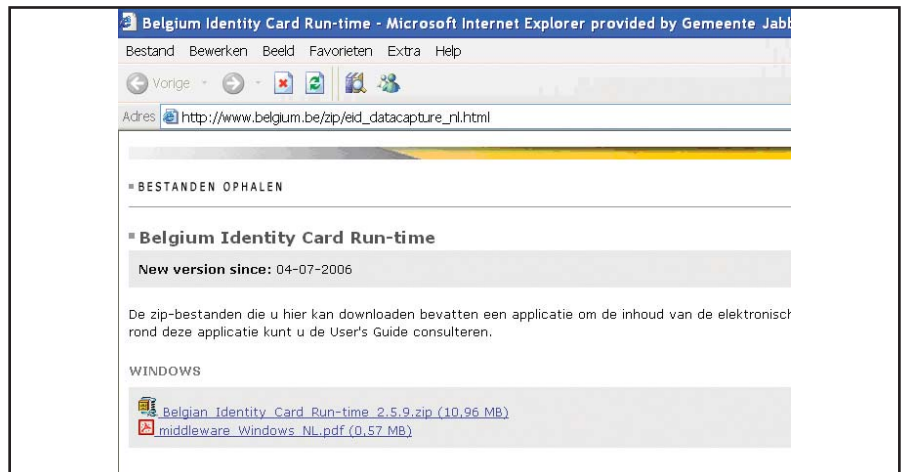 Belgium Identity Card Run-time - Microsoft Internet Explorer provided by Gemeente Jabb
Bestand Bewerken Beeld Favorieten Extra Help
Vorige
Adres http://www.belgium.be/zip/eid_datacapture_nl.html
BESTANDEN OPHALEN
Belgium Identity Card Run-time
New version since: 04-07-2006
De zip-bestanden die u hier kan downloaden bevatten een applicatie om de inhoud van de elektronisch
rond deze applicatie kunt u de User's Guide consulteren.
WINDOWS
Belgian Identity Card Run-time 2.5.9.zip (10,96 MB)
middleware Windows NL.pdf (0,57 MB)